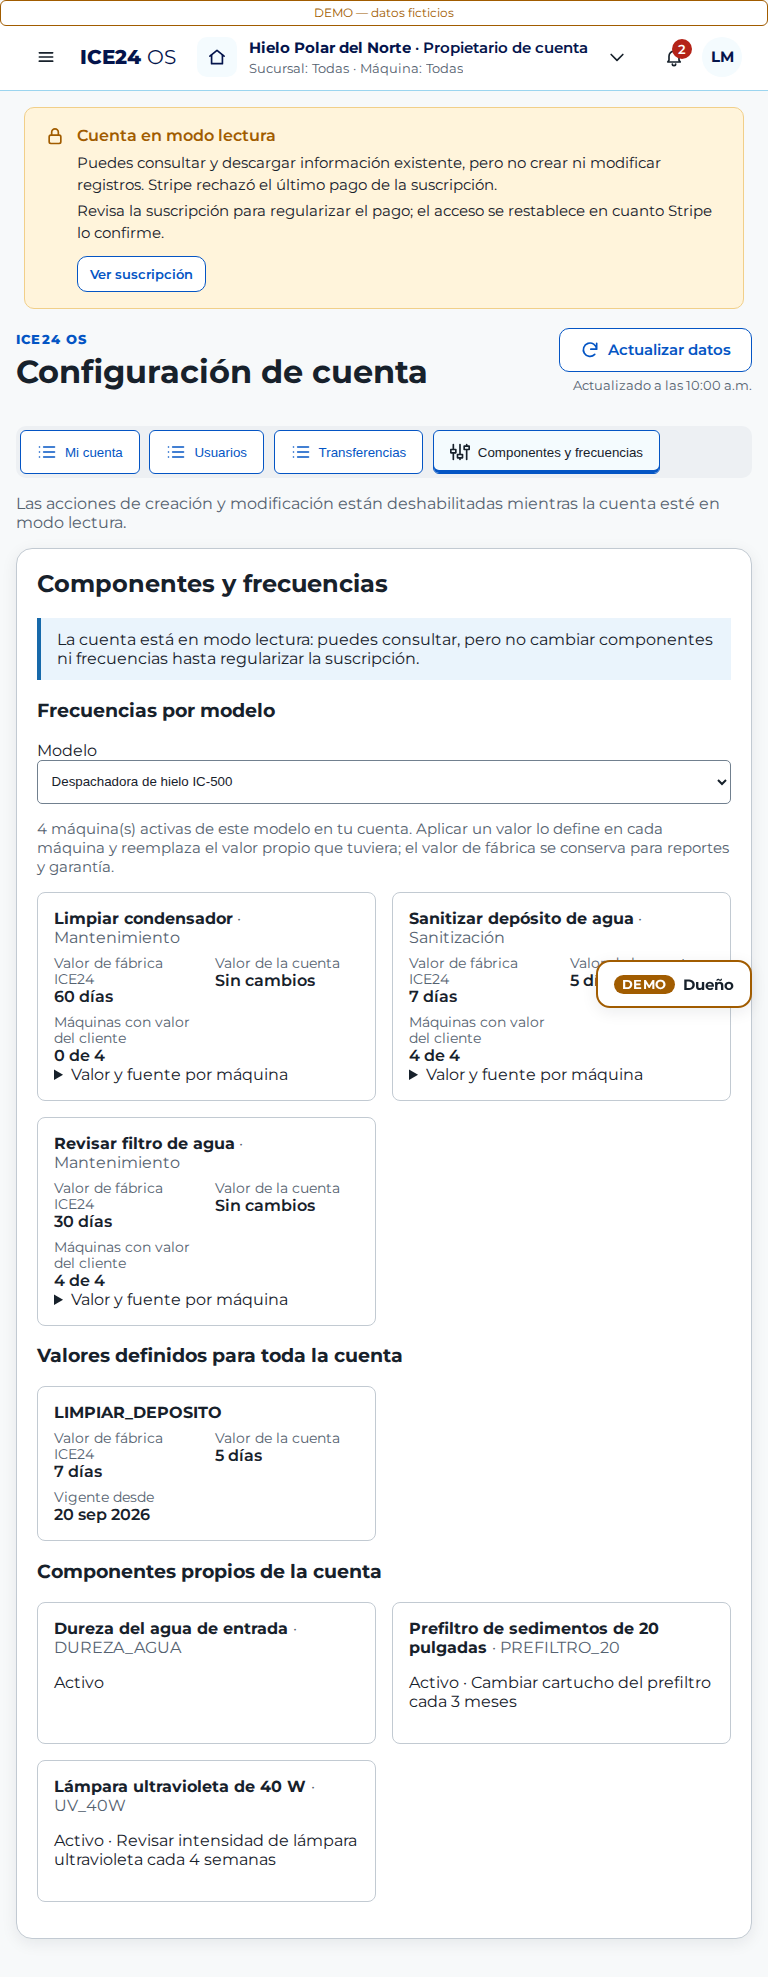 DEMO — datos ficticios
ICE24 OS
Hielo Polar del Norte · Propietario de cuenta
Sucursal: Todas · Máquina: Todas
2
LM
Cuenta en modo lectura
Puedes consultar y descargar información existente, pero no crear ni modificar
registros. Stripe rechazó el último pago de la suscripción.
Revisa la suscripción para regularizar el pago; el acceso se restablece en cuanto Stripe
lo confirme.
Ver suscripción
ICE24 OS
Configuración de cuenta
Actualizar datos
Actualizado a las 10:00 a.m.
Mi cuenta
Usuarios
Transferencias
Componentes y frecuencias
Las acciones de creación y modificación están deshabilitadas mientras la cuenta esté en
modo lectura.
Componentes y frecuencias
La cuenta está en modo lectura: puedes consultar, pero no cambiar componentes
ni frecuencias hasta regularizar la suscripción.
Frecuencias por modelo
Modelo
Despachadora de hielo IC-500
4 máquina(s) activas de este modelo en tu cuenta. Aplicar un valor lo define en cada
máquina y reemplaza el valor propio que tuviera; el valor de fábrica se conserva para reportes
y garantía.
Limpiar condensador ·
Mantenimiento
Valor de fábrica
ICE24
60 días
Valor de la cuenta
Sin cambios
Máquinas con valor
del cliente
0 de 4
Valor y fuente por máquina
Sanitizar depósito de agua ·
Sanitización
Valor de fábrica
ICE24
7 días
5
Máquinas con valor
del cliente
4 de 4
Valor y fuente por máquina
DEMO Dueño
Revisar filtro de agua ·
Mantenimiento
Valor de fábrica
ICE24
30 días
Valor de la cuenta
Sin cambios
Máquinas con valor
del cliente
4 de 4
Valor y fuente por máquina
Valores definidos para toda la cuenta
LIMPIAR_DEPOSITO
Valor de fábrica
ICE24
7 días
Valor de la cuenta
5 días
Vigente desde
20 sep 2026
Componentes propios de la cuenta
Dureza del agua de entrada ·
DUREZA_AGUA
Activo
Prefiltro de sedimentos de 20
pulgadas · PREFILTRO_20
Activo · Cambiar cartucho del prefiltro
cada 3 meses
Lámpara ultravioleta de 40 W ·
UV_40W
Activo · Revisar intensidad de lámpara
ultravioleta cada 4 semanas